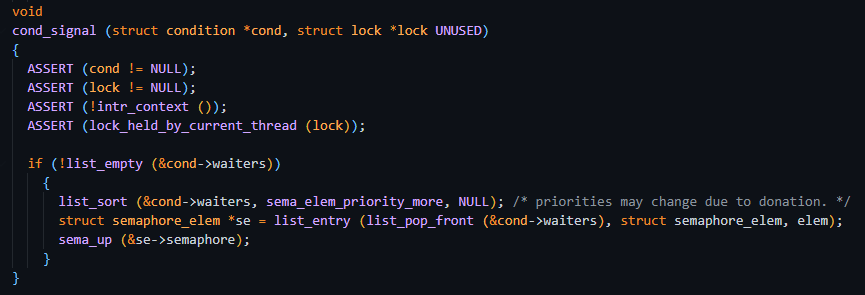 void
cond_signal (struct condition *cond, struct lock *lock UNUSED)
{
  ASSERT (cond != NULL);
  ASSERT (lock != NULL);
  ASSERT (!intr_context ());
  ASSERT (lock_held_by_current_thread (lock));

  if (!list_empty (&cond->waiters))
    {
      list_sort (&cond->waiters, sema_elem_priority_more, NULL); /* priorities may change due to donation. */
      struct semaphore_elem *se = list_entry (list_pop_front (&cond->waiters), struct semaphore_elem, elem);
      sema_up (&se->semaphore);
    }
}